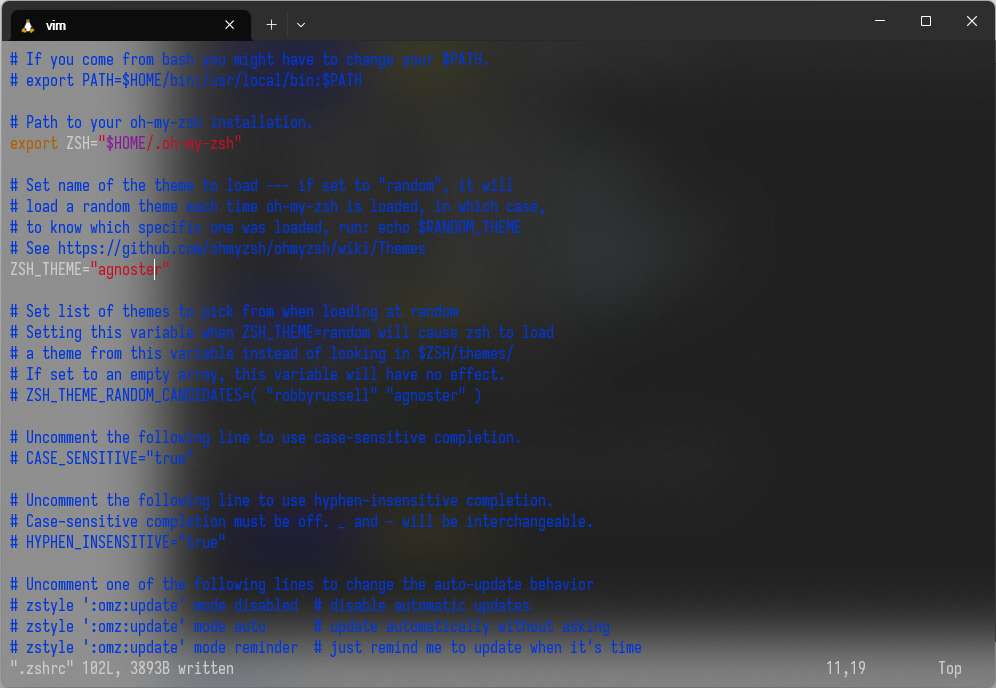 vim
# If you come from bash you might have to change your $PATH.
# export PATH=$HOME/bin:/usr/local/bin:$PATH
# Path to your oh-my-zsh installation.
export ZSH="$HOME/.oh-my-zsh"
# Set name of the theme to load --- if set to "random", it will
# load a random theme each time oh-my-zsh is loaded, in which case,
# to know which specific one was loaded, run: echo $RANDOM_THEME
# See https://github.com/ohmyzsh/ohmyzsh/wiki/Themes
ZSH_THEME="agnoster"
# Set list of themes to pick from when loading at random
# Setting this variable when ZSH_THEME=random will cause zsh to load
# a theme from this variable instead of looking in $ZSH/themes/
# If set to an empty array, this variable will have no effect.
# ZSH_THEME_RANDOM_CANDIDATES=( "robbyrussell" "agnoster" )
# Uncomment the following line to use case-sensitive completion.
# CASE_SENSITIVE="true"
# Uncomment the following line to use hyphen-insensitive completion.
# Case-sensitive completion must be off. _ and - will be interchangeable.
# HYPHEN_INSENSITIVE="true"
# Uncomment one of the following lines to change the auto-update behavior
# zstyle ':omz:update' mode disabled  # disable automatic updates
# zstyle ':omz:update' mode auto      # update automatically without asking
# zstyle ':omz:update' mode reminder  # just remind me to update when it's time
".zshrc" 102L, 3893B written 11,19 Top